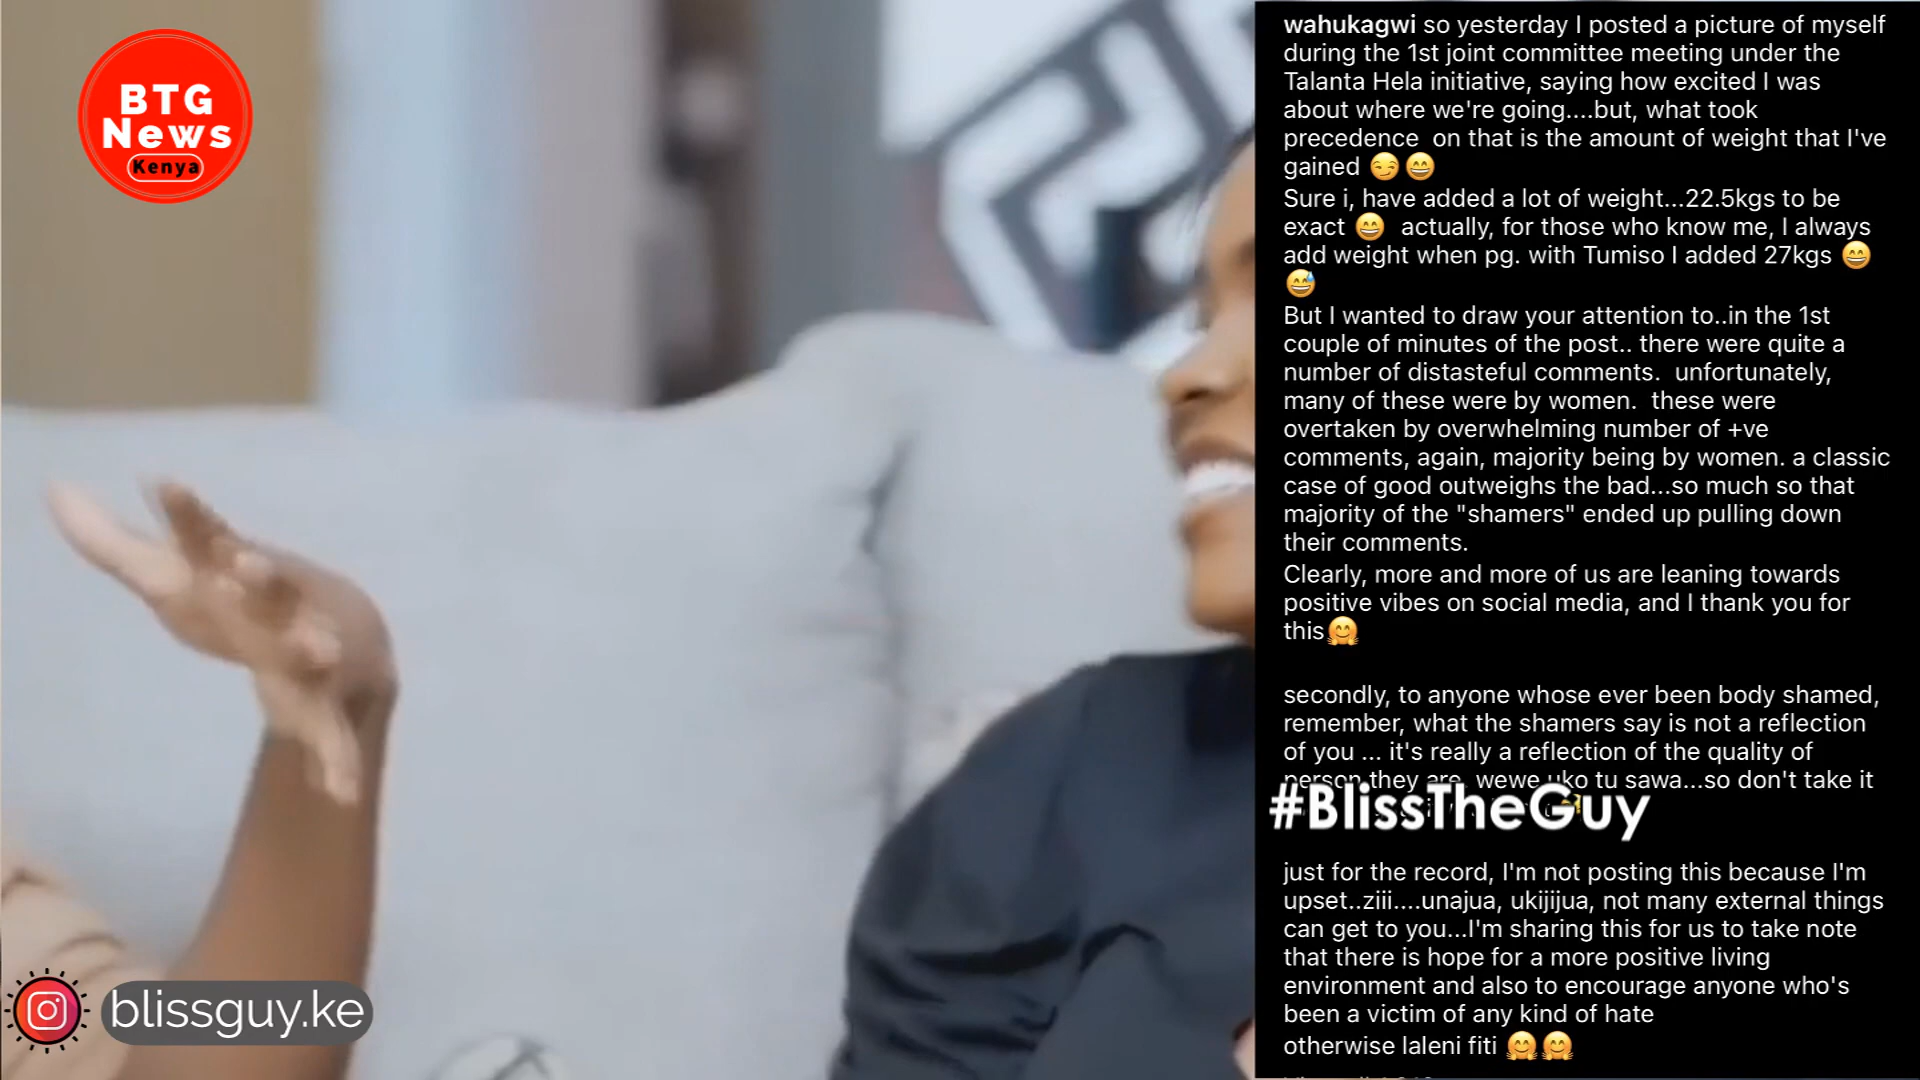 BTG
News
Kenya
wahukagwi so yesterday I posted a picture of myself
during the 1st joint committee meeting under the
Talanta Hela initiative, saying how excited I was
about where we're going....but, what took
precedence  on that is the amount of weight that I've
gained 😏😄
Sure i, have added a lot of weight...22.5kgs to be
exact 😄  actually, for those who know me, I always
add weight when pg. with Tumiso I added 27kgs 😄
😅
But I wanted to draw your attention to..in the 1st
couple of minutes of the post.. there were quite a
number of distasteful comments.  unfortunately,
many of these were by women.  these were
overtaken by overwhelming number of +ve
comments, again, majority being by women. a classic
case of good outweighs the bad...so much so that
majority of the "shamers" ended up pulling down
their comments.
Clearly, more and more of us are leaning towards
positive vibes on social media, and I thank you for
this🤗
secondly, to anyone whose ever been body shamed,
remember, what the shamers say is not a reflection
of you ... it's really a reflection of the quality of
person they are, wewe uko tu sawa...so don't take it
#BlissTheGuy
just for the record, I'm not posting this because I'm
upset..ziii....unajua, ukijijua, not many external things
can get to you...I'm sharing this for us to take note
that there is hope for a more positive living
environment and also to encourage anyone who's
been a victim of any kind of hate
otherwise laleni fiti 🤗🤗
blissguy.ke